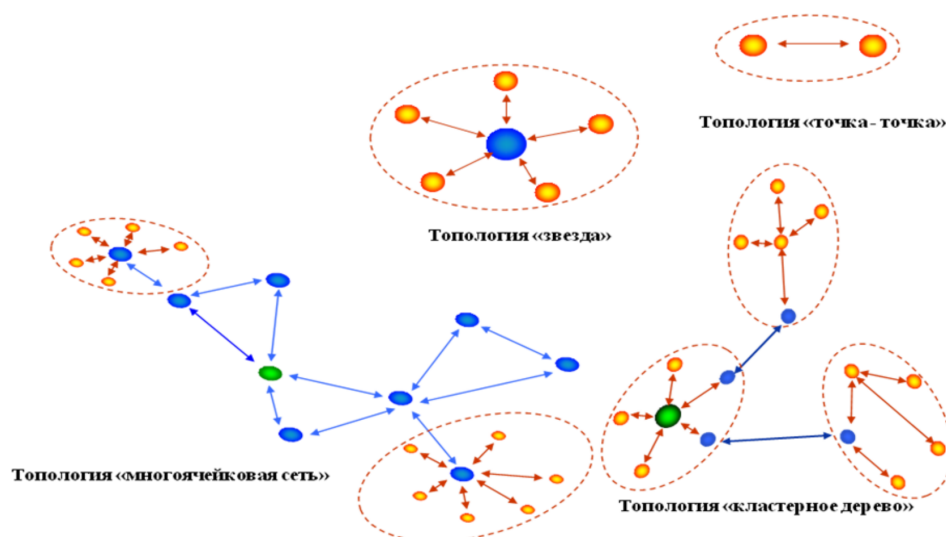 Топология «точка - точка»
Топология «звезда»
Топология «многоячейковая сеть»
Топология «кластерное дерево»